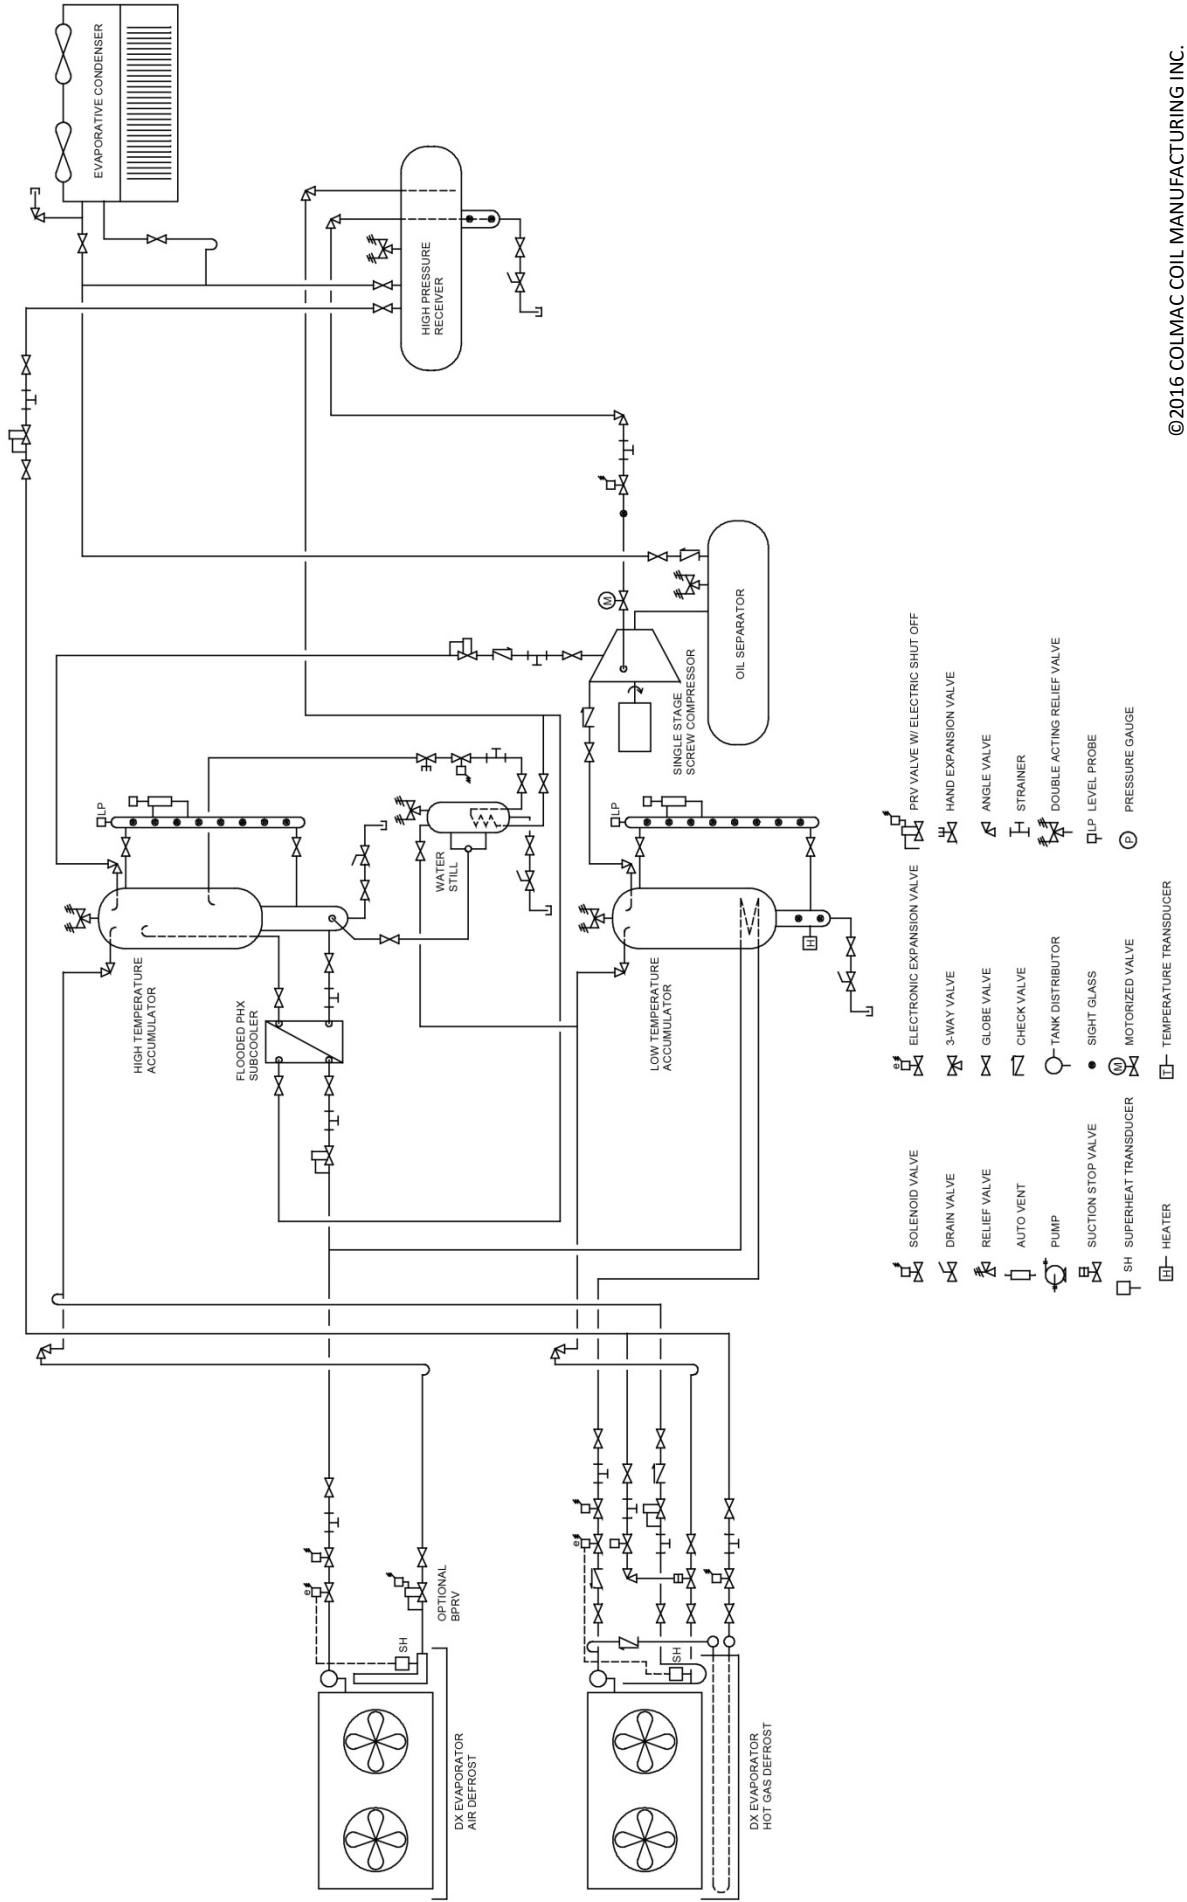 EVAPORATIVE CONDENSER
HIGH PRESSURE
RECEIVER
OIL SEPARATOR
SINGLE STAGE
SCREW COMPRESSOR
M
LP
WATER
STILL
HIGH TEMPERATURE
ACCUMULATOR
FLOODED PHX
SUBCOOLER
LP
LOW TEMPERATURE
ACCUMULATOR
H
e
SH
OPTIONAL
BPRV
DX EVAPORATOR
AIR DEFROST
e
SH
DX EVAPORATOR
HOT GAS DEFROST
SOLENOID VALVE
DRAIN VALVE
RELIEF VALVE
AUTO VENT
PUMP
SUCTION STOP VALVE
SH SUPERHEAT TRANSDUCER
H HEATER
e ELECTRONIC EXPANSION VALVE
3-WAY VALVE
GLOBE VALVE
CHECK VALVE
TANK DISTRIBUTOR
SIGHT GLASS
M MOTORIZED VALVE
T TEMPERATURE TRANSDUCER
PRV VALVE W/ ELECTRIC SHUT OFF
HAND EXPANSION VALVE
ANGLE VALVE
STRAINER
DOUBLE ACTING RELIEF VALVE
LP LEVEL PROBE
P PRESSURE GAUGE
©2016 COLMAC COIL MANUFACTURING INC.